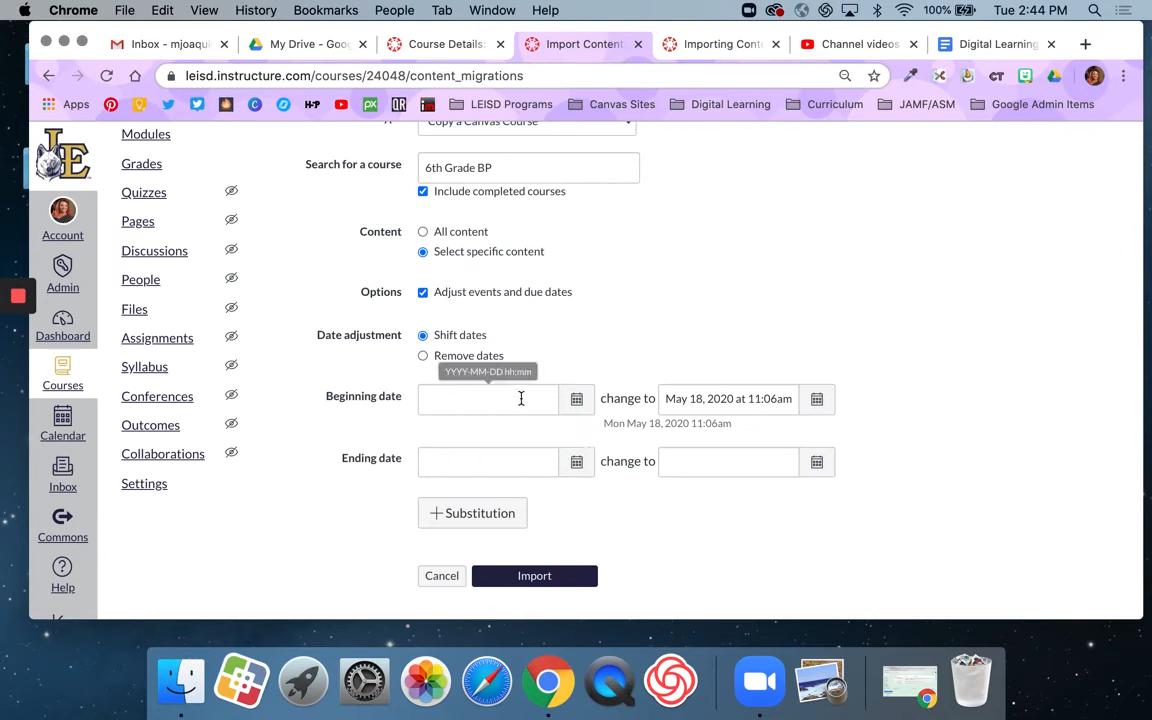 Chrome File Edit View History Bookmarks People Tab Window Help 100% Tue 2:44 PM
Inbox - mjoaqui
My Drive - Goo
Course Details:
Import Content
Importing Cont
Channel videos
Digital Learning
leisd.instructure.com/courses/24048/content_migrations
Apps
LEISD Programs
Canvas Sites
Digital Learning
Curriculum
JAMF/ASM
Google Admin Items
Copy a Canvas Course
LE
Account
Admin
Dashboard
Courses
Calendar
Inbox
Commons
Help
Modules
Grades
Quizzes
Pages
Discussions
People
Files
Assignments
Syllabus
Conferences
Outcomes
Collaborations
Settings
Search for a course 6th Grade BP
Include completed courses
Content All content
Select specific content
Options Adjust events and due dates
Date adjustment Shift dates
Remove dates
YYYY-MM-DD hh:mm
Beginning date change to May 18, 2020 at 11:06am
Mon May 18, 2020 11:06am
Ending date change to
+ Substitution
Cancel Import